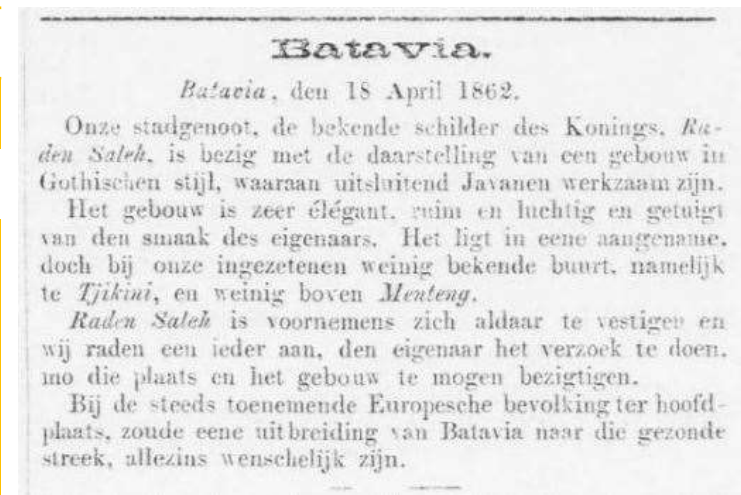 Batavia.
Batavia, den 18 April 1862.
Onze stadgenoot, de bekende schilder des Konings, Ra-
den Saleh, is bezig met de daarstelling van een gebouw in
Gothischen stijl, waaraan uitsluitend Javanen werkzaam zijn.
Het gebouw is zeer élégant, ruim en luchtig en getuigt
van den smaak des eigenaars. Het ligt in eene aangename,
doch bij onze ingezetenen weinig bekende buurt, namelijk
te Tjikini, en weinig boven Menteng.
Raden Saleh is voornemens zich aldaar te vestigen en
wij raden een ieder aan, den eigenaar het verzoek te doen,
mo die plaats en het gebouw te mogen bezigtigen.
Bij de steeds toenemende Europesche bevolking ter hoofd-
plaats, zoude eene uitbreiding van Batavia naar die gezonde
streek, allezins wenschelijk zijn.